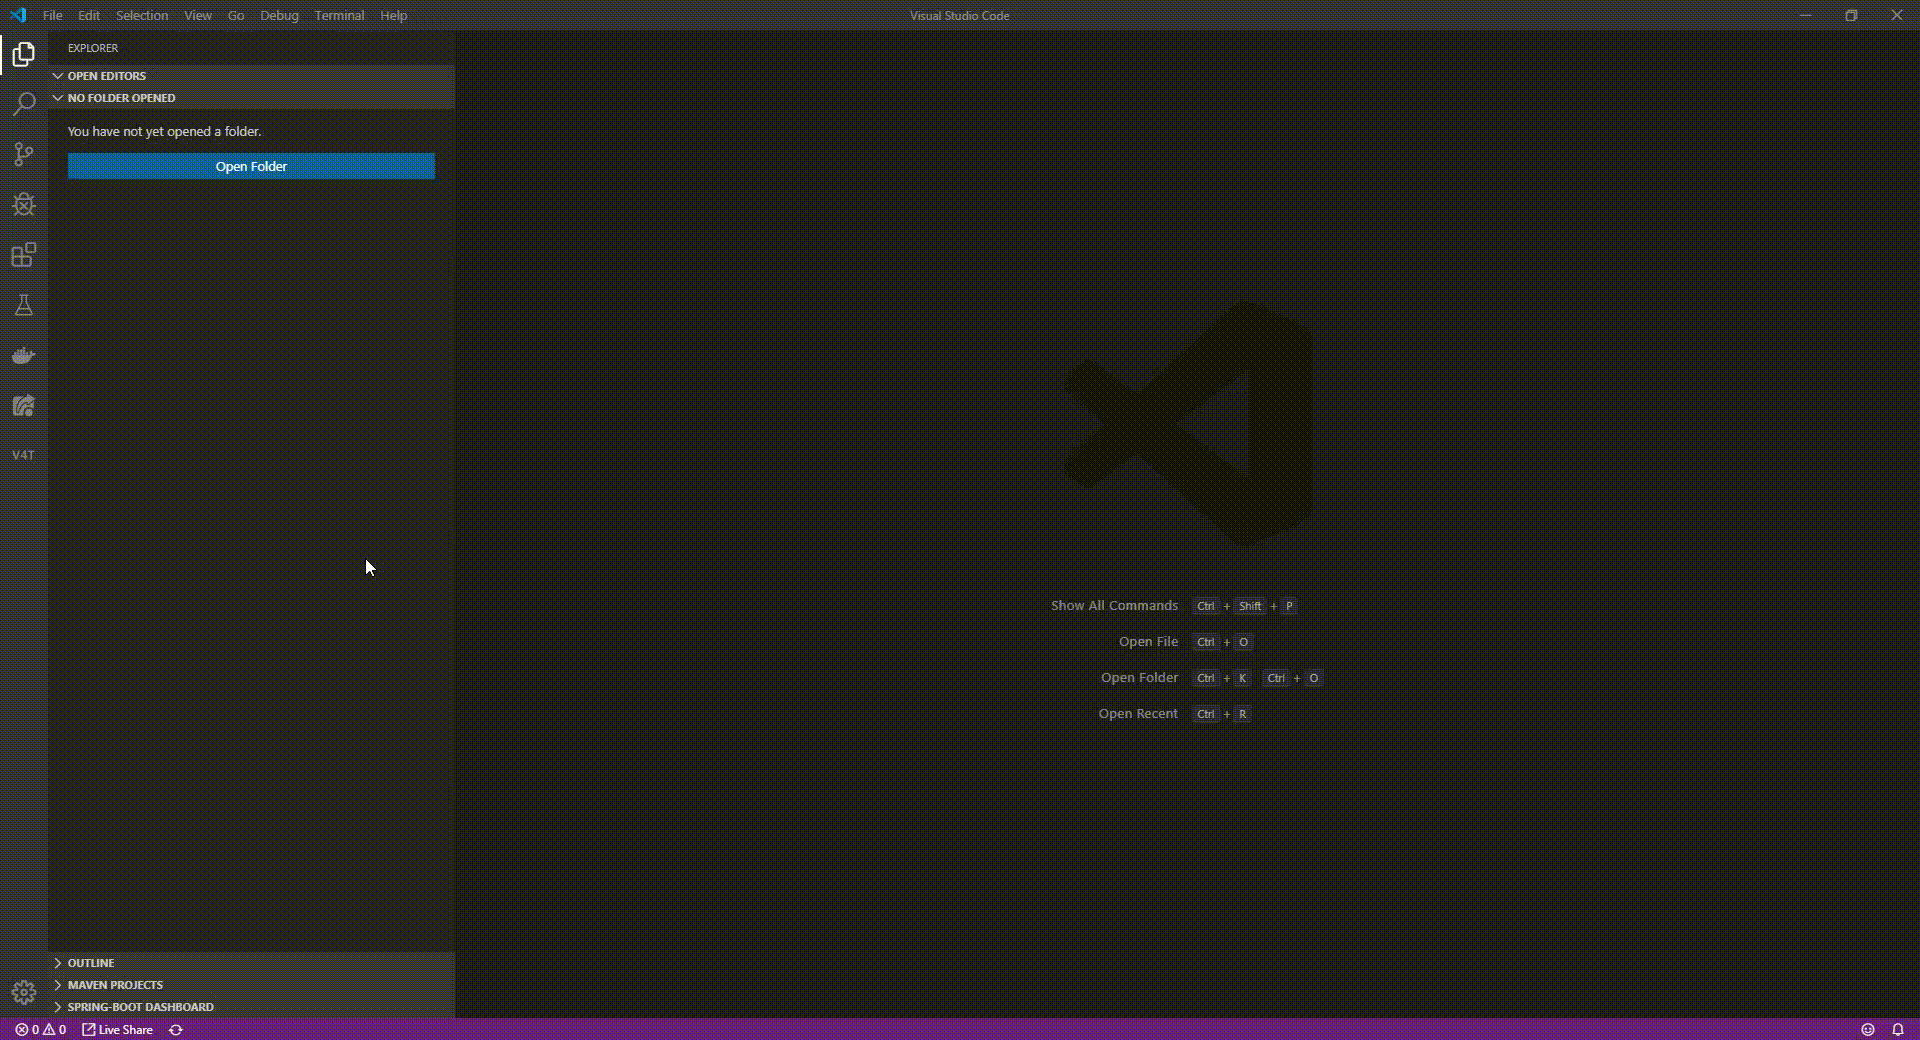 File Edit Selection View Go Debug Terminal Help
Visual Studio Code
EXPLORER
OPEN EDITORS
NO FOLDER OPENED
You have not yet opened a folder.
Open Folder
V4T
Show All Commands Ctrl + Shift + P
Open File Ctrl + O
Open Folder Ctrl + K Ctrl + O
Open Recent Ctrl + R
OUTLINE
MAVEN PROJECTS
SPRING-BOOT DASHBOARD
0 0 Live Share